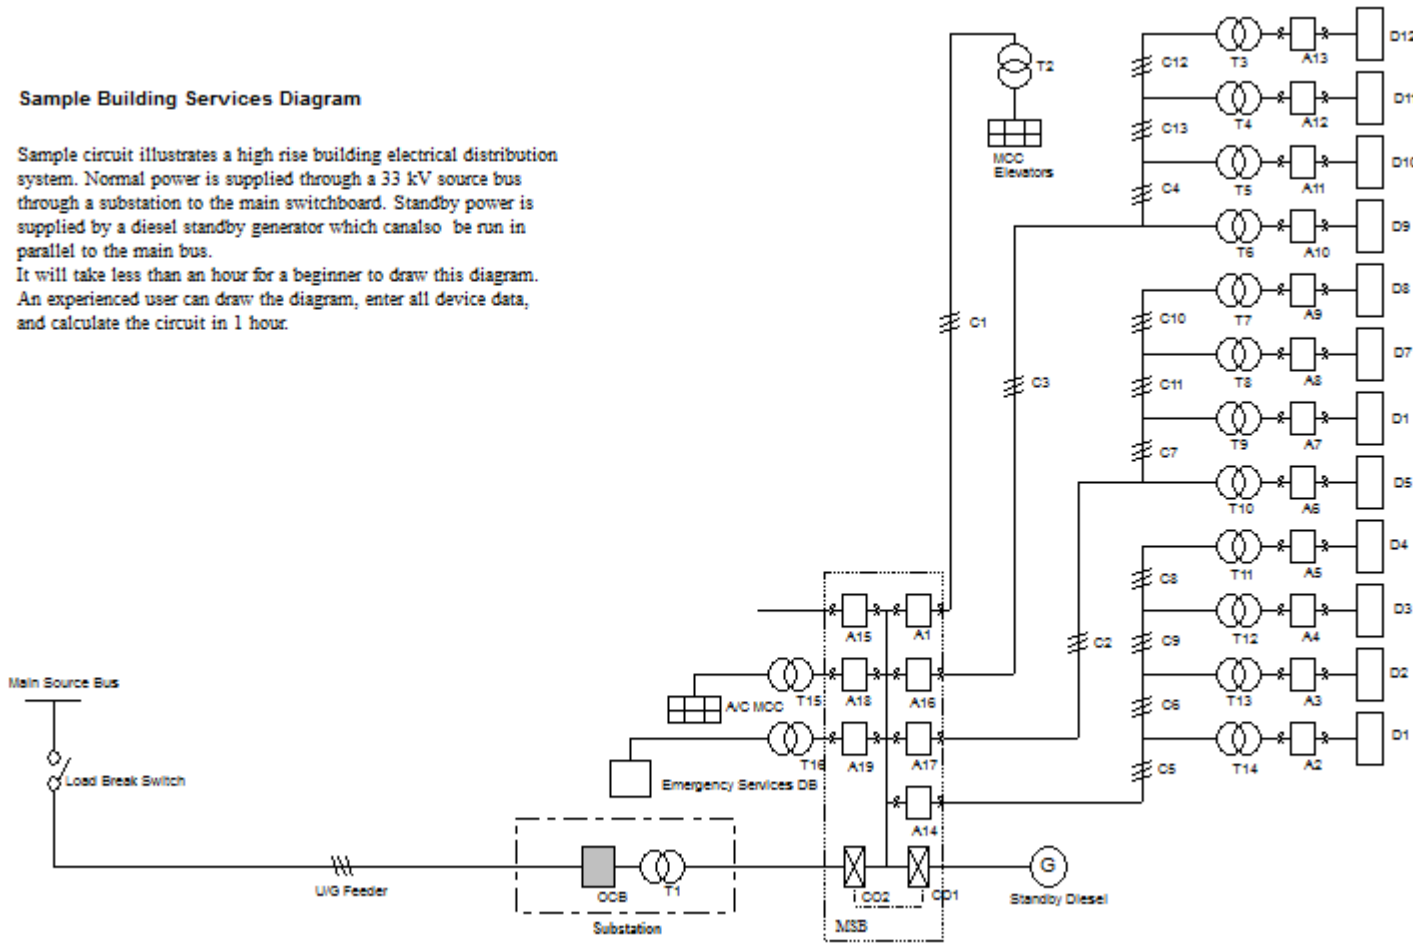 Sample Building Services Diagram
Sample circuit illustrates a high rise building electrical distribution
system. Normal power is supplied through a 33 kV source bus
through a substation to the main switchboard. Standby power is
supplied by a diesel standby generator which canalso be run in
parallel to the main bus.
It will take less than an hour for a beginner to draw this diagram.
An experienced user can draw the diagram, enter all device data,
and calculate the circuit in 1 hour.
T2
MCC
Elevators
C12
T3
A13
D12
C13
T4
A12
D11
C4
T5
A11
D10
T6
A10
D9
C1
C10
T7
A9
D8
C3
C11
T8
A8
D7
C7
T9
A7
D1
T10
A6
D5
C8
T11
A5
D4
A15
A1
C2
C9
T12
A4
D3
Main Source Bus
A/C MCC
T15
A18
A16
C6
T13
A3
D2
Load Break Switch
Emergency Services DB
T16
A19
A17
C5
T14
A2
D1
A14
U/G Feeder
OCB
T1
CO2
CO1
G
Standby Diesel
Substation
MSB